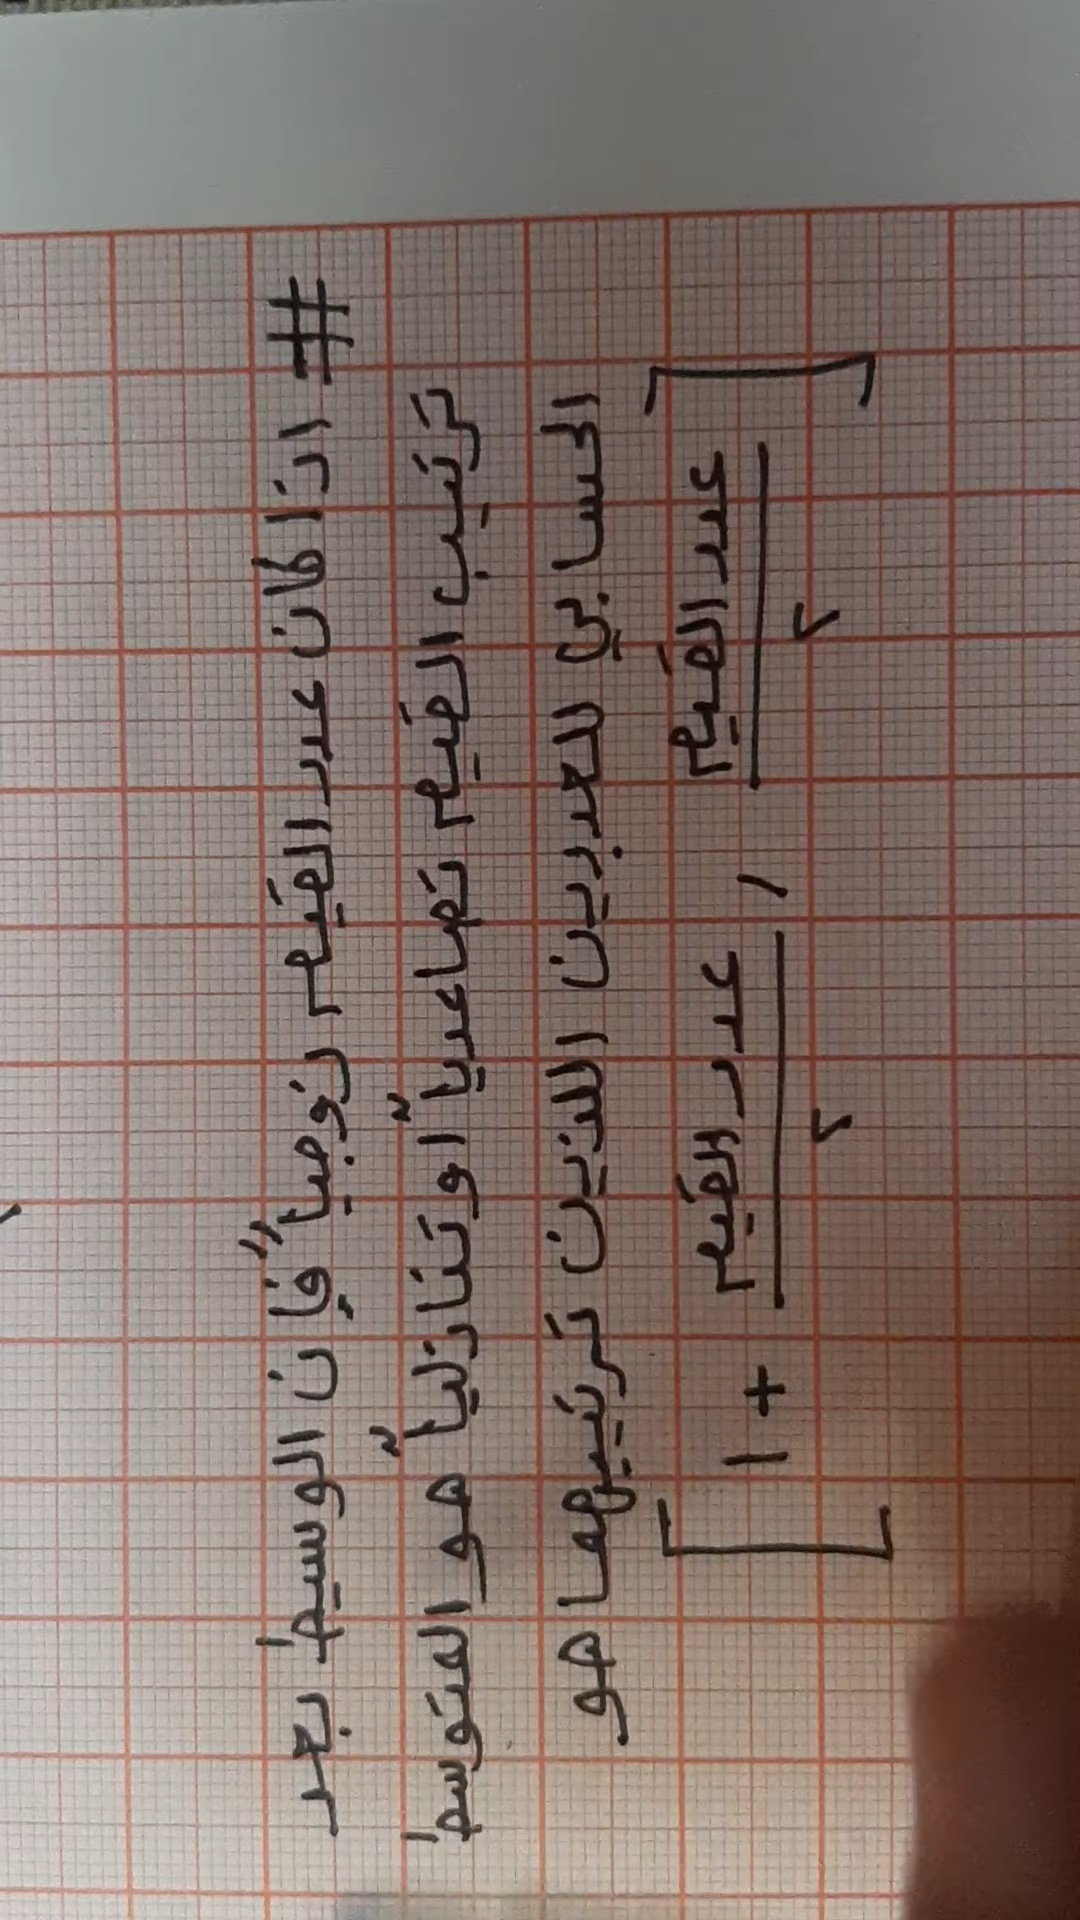 # اذا كان عدد القيم زوجياً فإن الوسيط بعد
ترتيب القيم تصاعدياً او تنازلياً هو المتوسط
الحسابي للعددين اللذين ترتيبهما هو
[ عدد القيم / ٢ , عدد القيم / ٢ + ١ ]